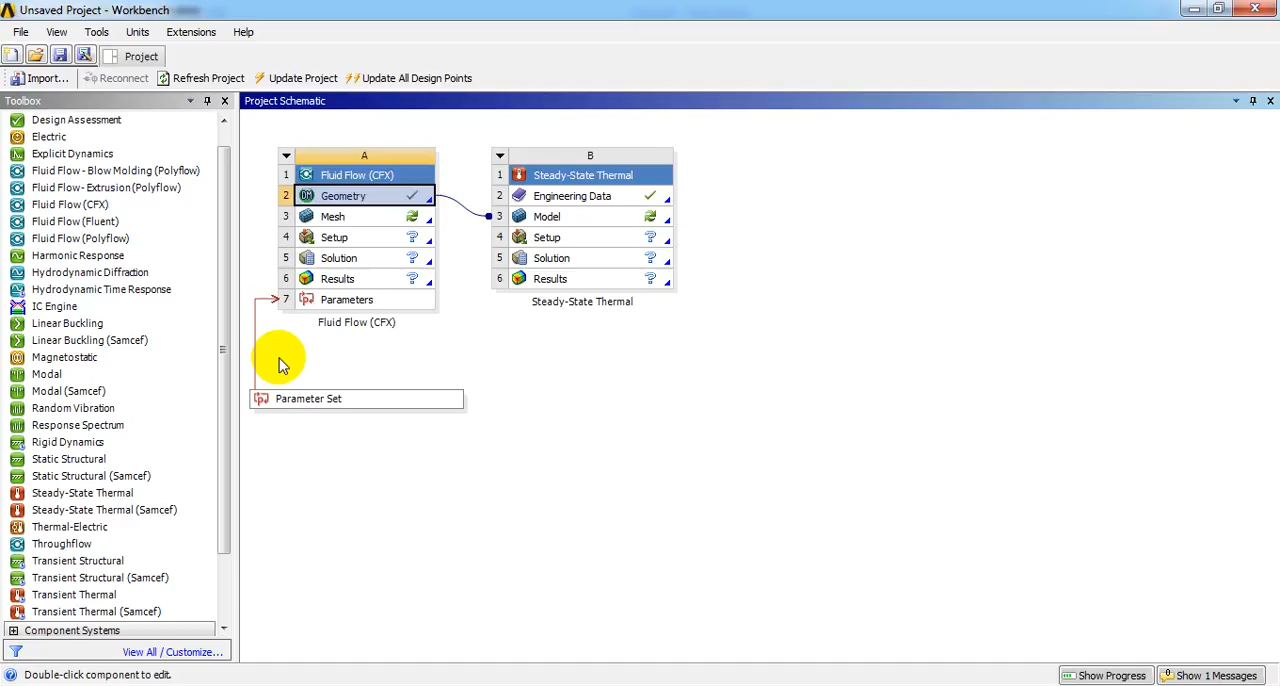 Unsaved Project - Workbench
File View Tools Units Extensions Help
Project
Import... Reconnect Refresh Project Update Project Update All Design Points
Toolbox
Design Assessment
Electric
Explicit Dynamics
Fluid Flow - Blow Molding (Polyflow)
Fluid Flow - Extrusion (Polyflow)
Fluid Flow (CFX)
Fluid Flow (Fluent)
Fluid Flow (Polyflow)
Harmonic Response
Hydrodynamic Diffraction
Hydrodynamic Time Response
IC Engine
Linear Buckling
Linear Buckling (Samcef)
Magnetostatic
Modal
Modal (Samcef)
Random Vibration
Response Spectrum
Rigid Dynamics
Static Structural
Static Structural (Samcef)
Steady-State Thermal
Steady-State Thermal (Samcef)
Thermal-Electric
Throughflow
Transient Structural
Transient Structural (Samcef)
Transient Thermal
Transient Thermal (Samcef)
Component Systems
View All / Customize...
Project Schematic
A
1 Fluid Flow (CFX)
2 Geometry
3 Mesh
4 Setup ?
5 Solution ?
6 Results ?
7 Parameters
Fluid Flow (CFX)
Parameter Set
B
1 Steady-State Thermal
2 Engineering Data
3 Model
4 Setup ?
5 Solution ?
6 Results ?
Steady-State Thermal
Double-click component to edit.
Show Progress Show 1 Messages